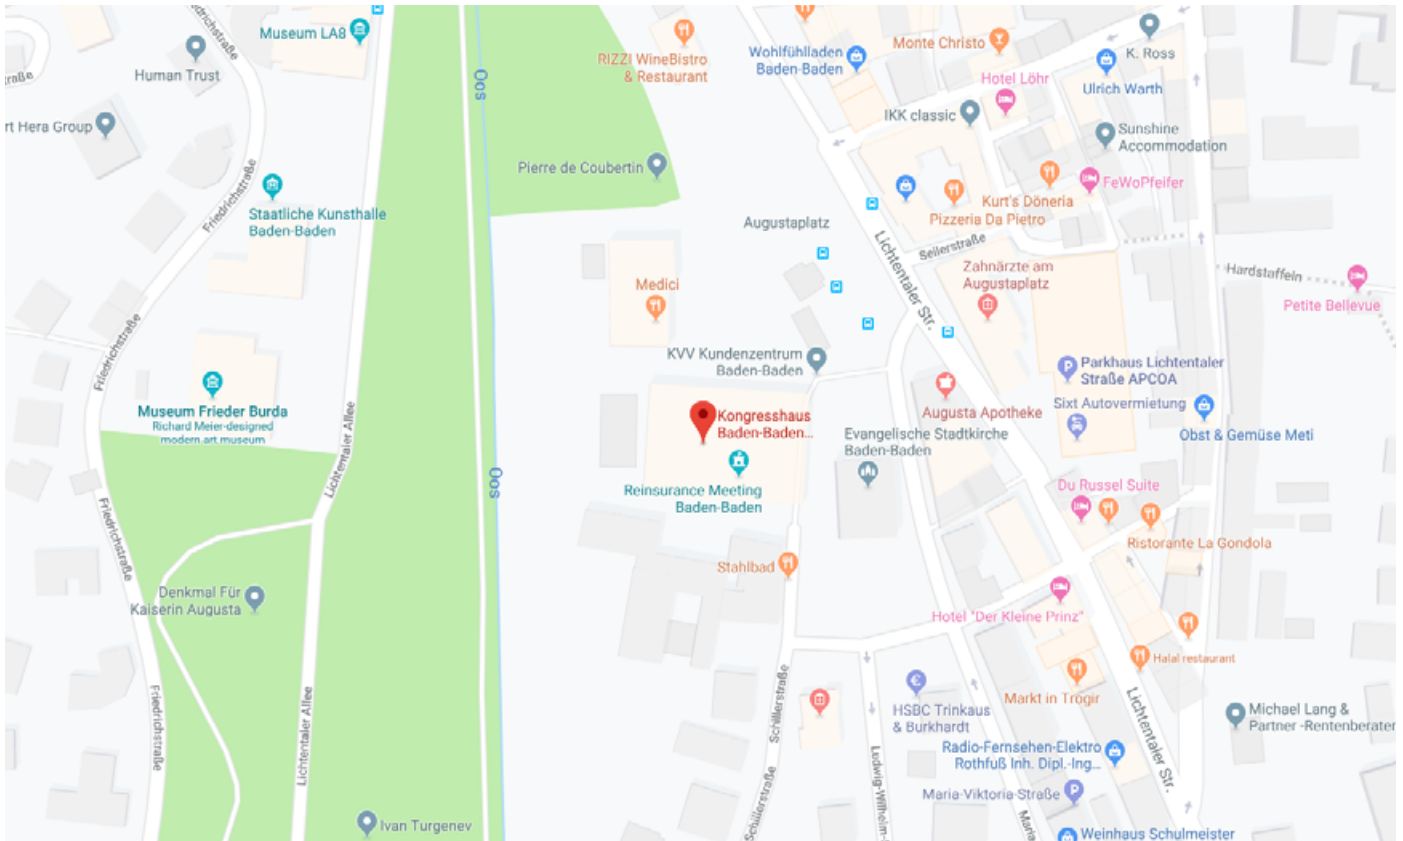 Museum LA8
drichstraße
Human Trust
raße
rt Hera Group
Friedrichstraße
Staatliche Kunsthalle
Baden-Baden
Oos
RIZZI WineBistro
& Restaurant
Pierre de Coubertin
Wohlfühlladen
Baden-Baden
Monte Christo
K. Ross
Hotel Löhr
Ulrich Warth
IKK classic
Sunshine
Accommodation
FeWoPfeifer
Kurt's Döneria
Pizzeria Da Pietro
Augustaplatz
Seilerstraße
Lichtentaler Str.
Zahnärzte am
Augustaplatz
Hardstaffeln
Petite Bellevue
Medici
Friedrichstraße
KVV Kundenzentrum
Baden-Baden
Parkhaus Lichtentaler
Straße APCOA
Museum Frieder Burda
Richard Meier-designed
modern art museum
Lichtentaler Allee
Kongresshaus
Baden-Baden...
Augusta Apotheke
Sixt Autovermietung
Obst & Gemüse Meti
Evangelische Stadtkirche
Baden-Baden
Oos
Reinsurance Meeting
Baden-Baden
Du Russel Suite
Ristorante La Gondola
Friedrichstraße
Stahlbad
Denkmal Für
Kaiserin Augusta
Hotel "Der Kleine Prinz"
Halal restaurant
Friedrichstraße
Lichtentaler Allee
Schillerstraße
Markt in Trogir
HSBC Trinkaus
& Burkhardt
Lichtentaler Str.
Michael Lang &
Partner -Rentenberater
Radio-Fernsehen-Elektro
Rothfuß Inh. Dipl.-Ing...
Ludwig-Wilhelm-
Schillerstraße
Maria-Viktoria-Straße
Maria
Ivan Turgenev
Weinhaus Schulmeister